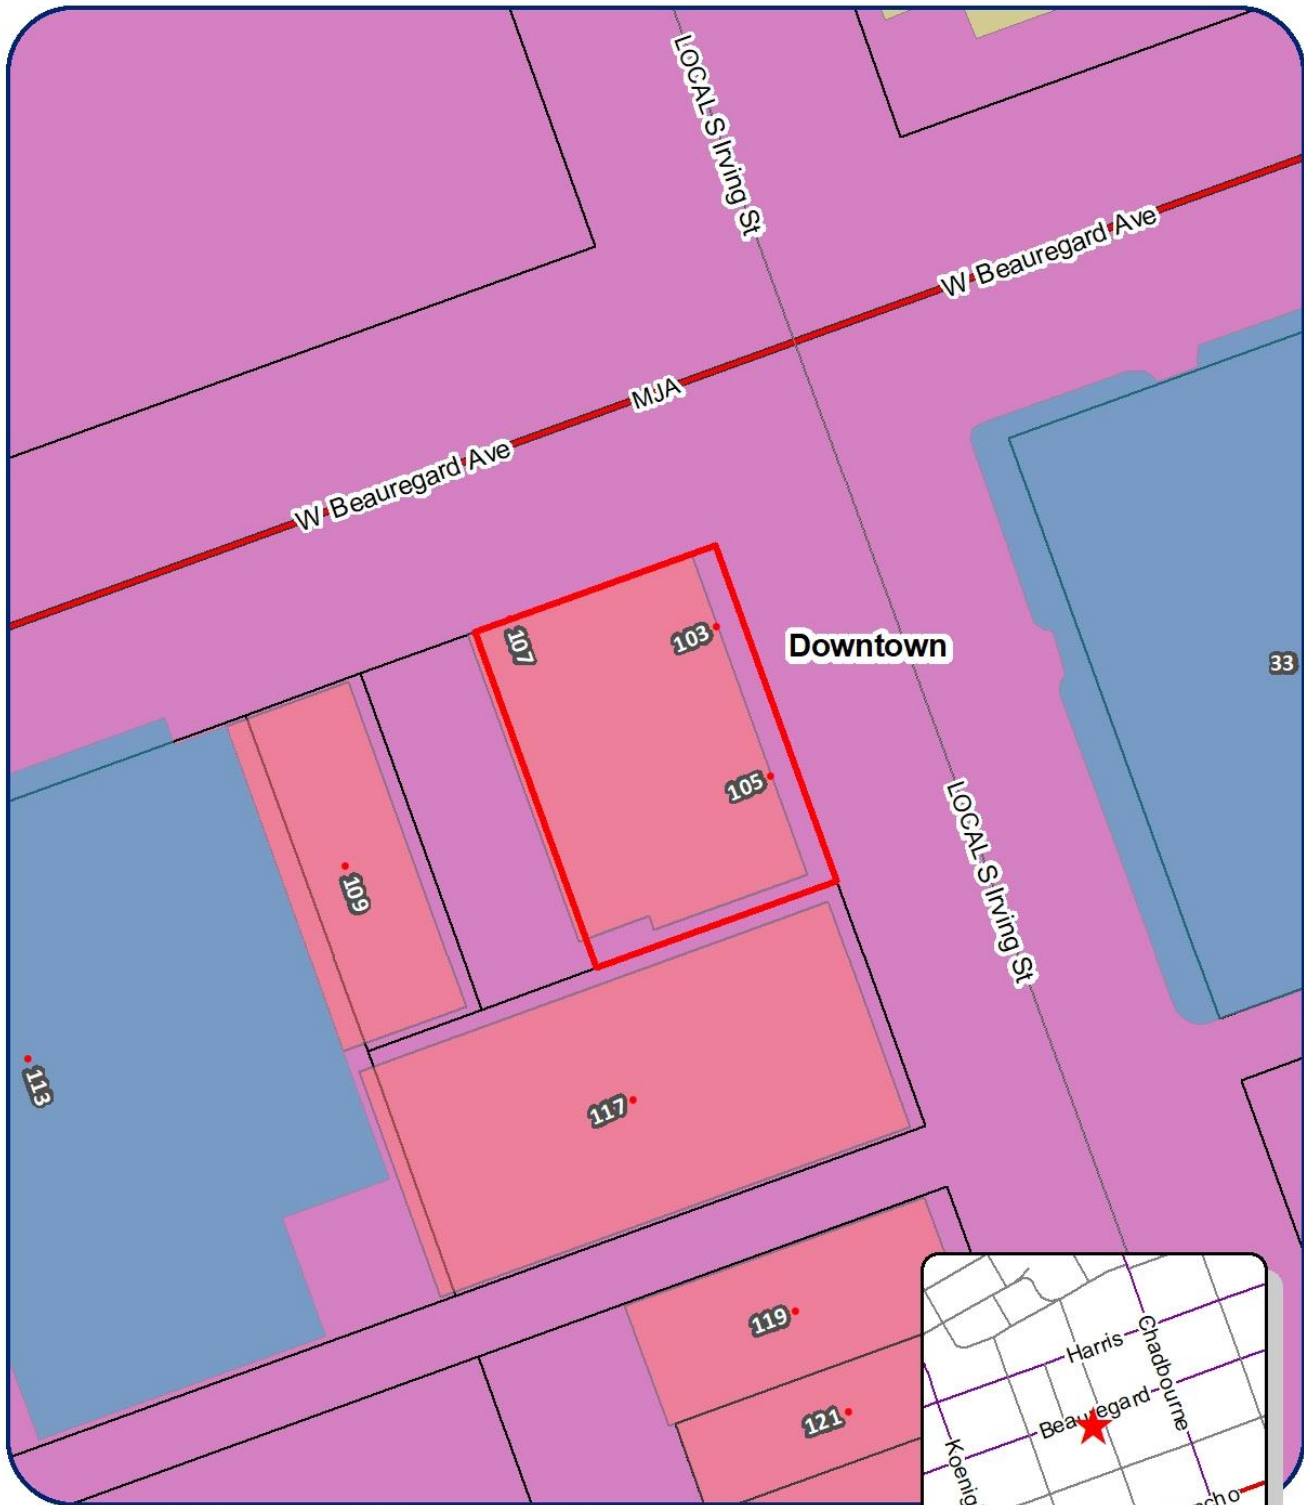 LOCAL S Irving St
W Beauregard Ave
MJA
W Beauregard Ave
107
103
Downtown
33
105
LOCAL S Irving St
109
113
117
119
121
Harris
Chadbourne
Beauregard
Koenig
cho